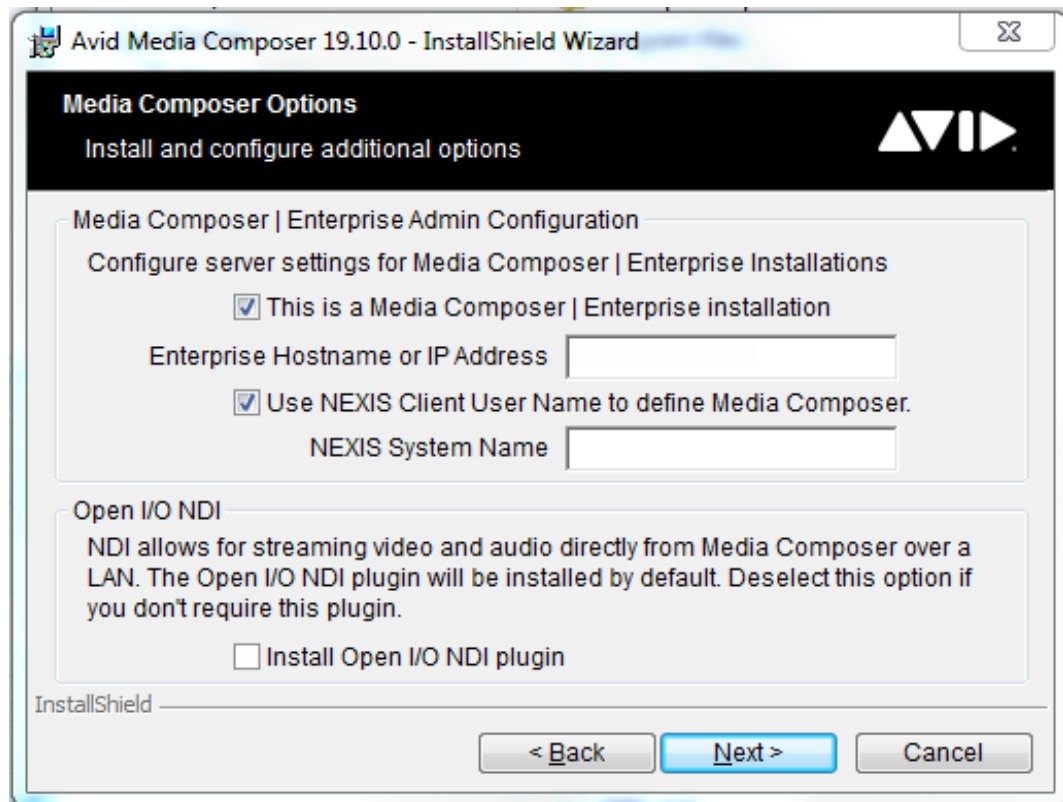 Avid Media Composer 19.10.0 - InstallShield Wizard
Media Composer Options
Install and configure additional options
AVID
Media Composer | Enterprise Admin Configuration
Configure server settings for Media Composer | Enterprise Installations
This is a Media Composer | Enterprise installation
Enterprise Hostname or IP Address
Use NEXIS Client User Name to define Media Composer.
NEXIS System Name
Open I/O NDI
NDI allows for streaming video and audio directly from Media Composer over a
LAN. The Open I/O NDI plugin will be installed by default. Deselect this option if
you don't require this plugin.
Install Open I/O NDI plugin
InstallShield
< Back
Next >
Cancel